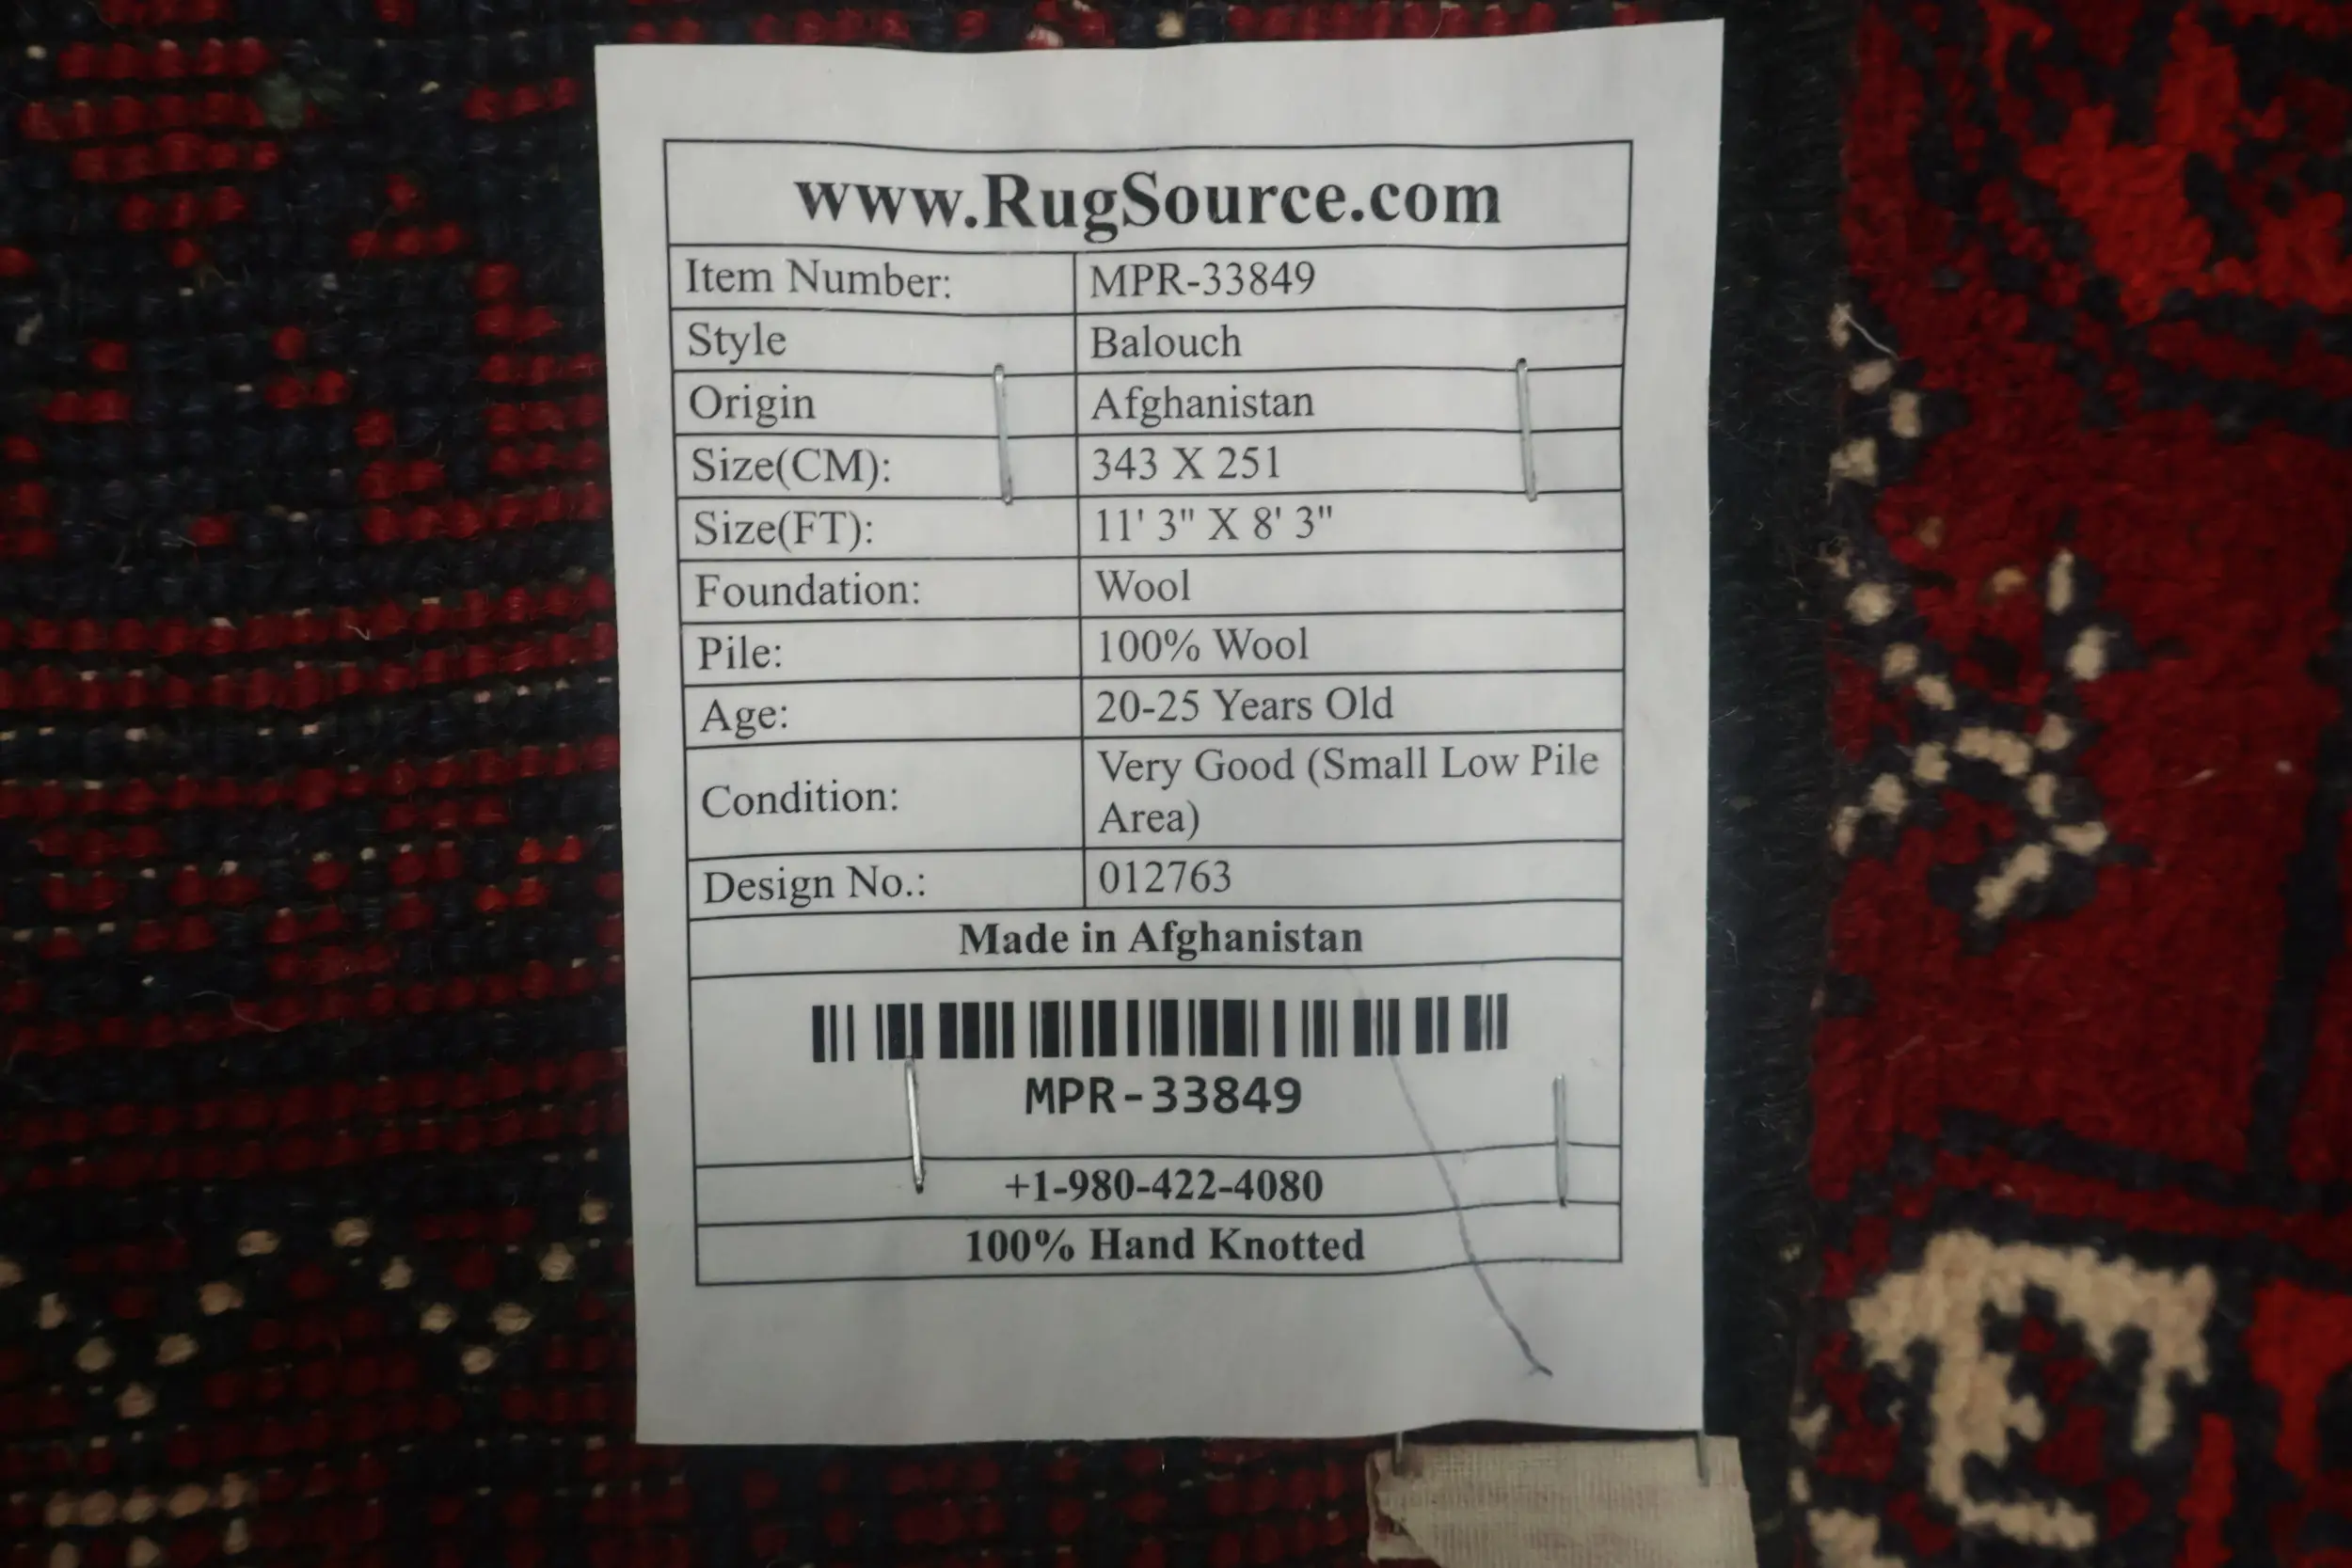 www.RugSource.com
Item Number: MPR-33849
Style Balouch
Origin Afghanistan
Size(CM): 343 X 251
Size(FT): 11' 3" X 8' 3"
Foundation: Wool
Pile: 100% Wool
Age: 20-25 Years Old
Condition: Very Good (Small Low Pile
Area)
Design No.: 012763
Made in Afghanistan
MPR-33849
+1-980-422-4080
100% Hand Knotted